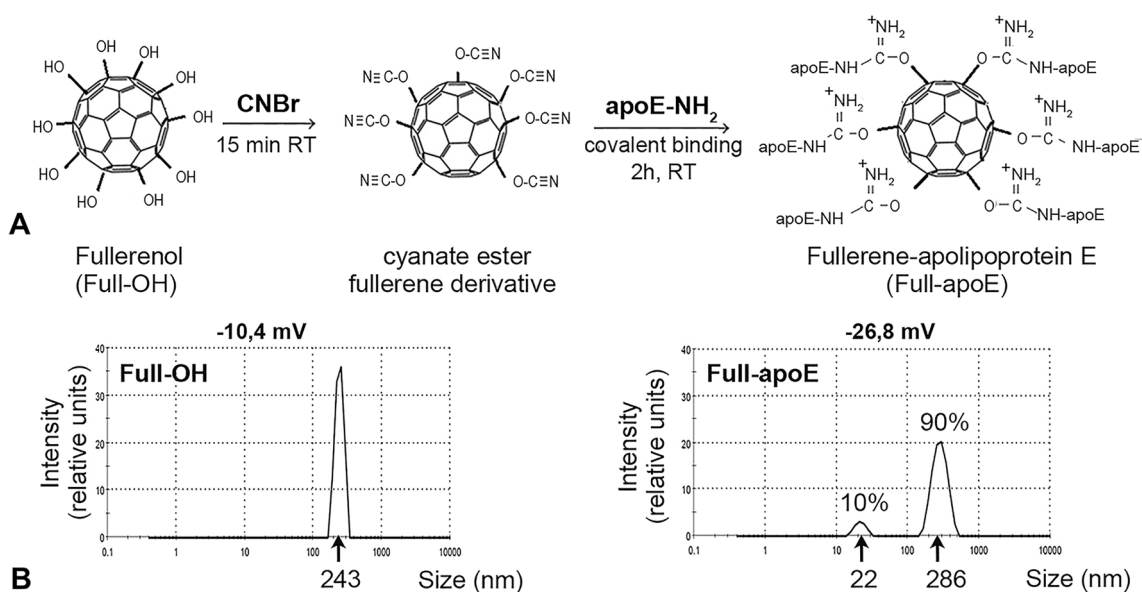 OH
OH
HO
OH
HO
OH
HO
OH
HO
OH
HO
CNBr
15 min RT
O-C≡N
N≡C-O
O-C≡N
N≡C-O
O-C≡N
N≡C-O
O-C≡N
apoE-NH₂
covalent binding
2h, RT
+NH₂
C
apoE-NH
O
+NH₂
O
C
NH-apoE
+NH₂
C
apoE-NH
O
+NH₂
O
C
NH-apoE
+NH₂
C
O
apoE-NH
+NH₂
O
C
NH-apoE
A
Fullerenol
(Full-OH)
cyanate ester
fullerene derivative
Fullerene-apolipoprotein E
(Full-apoE)
-10,4 mV
Full-OH
Intensity
(relative units)
40
30
20
10
0
0.1
1
10
100
1000
10000
243
Size (nm)
-26,8 mV
Full-apoE
Intensity
(relative units)
40
30
20
10
0
10%
90%
0.1
1
10
100
1000
10000
22
286
Size (nm)
B